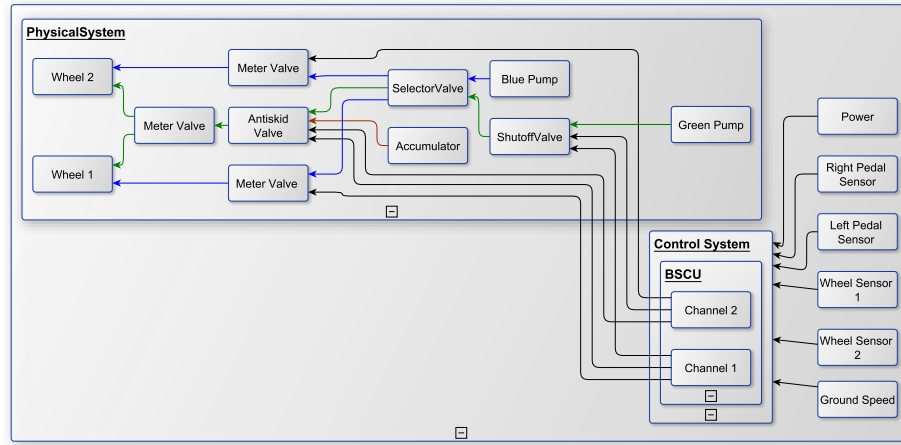 PhysicalSystem
Wheel 2
Meter Valve
SelectorValve
Blue Pump
Meter Valve
Antiskid
Valve
Accumulator
ShutoffValve
Green Pump
Wheel 1
Meter Valve
Power
Right Pedal
Sensor
Left Pedal
Sensor
Control System
BSCU
Channel 2
Channel 1
Wheel Sensor
1
Wheel Sensor
2
Ground Speed